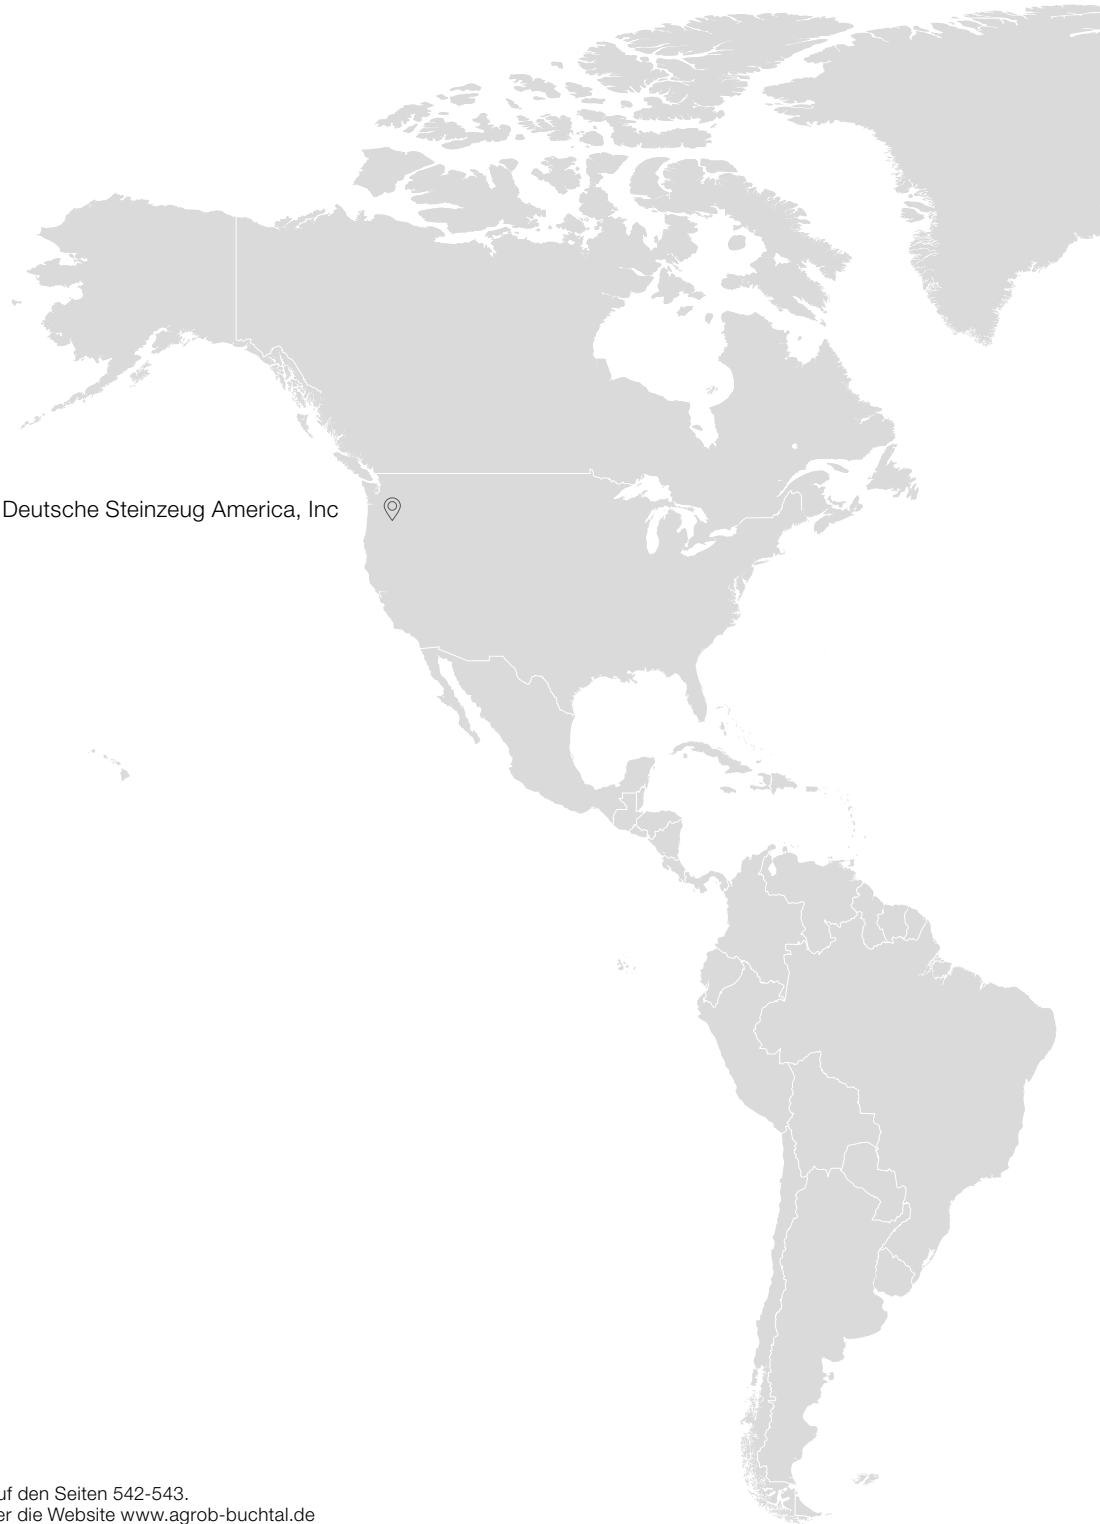 Deutsche Steinzeug America, Inc
uf den Seiten 542-543.
er die Website www.agrob-buchtal.de